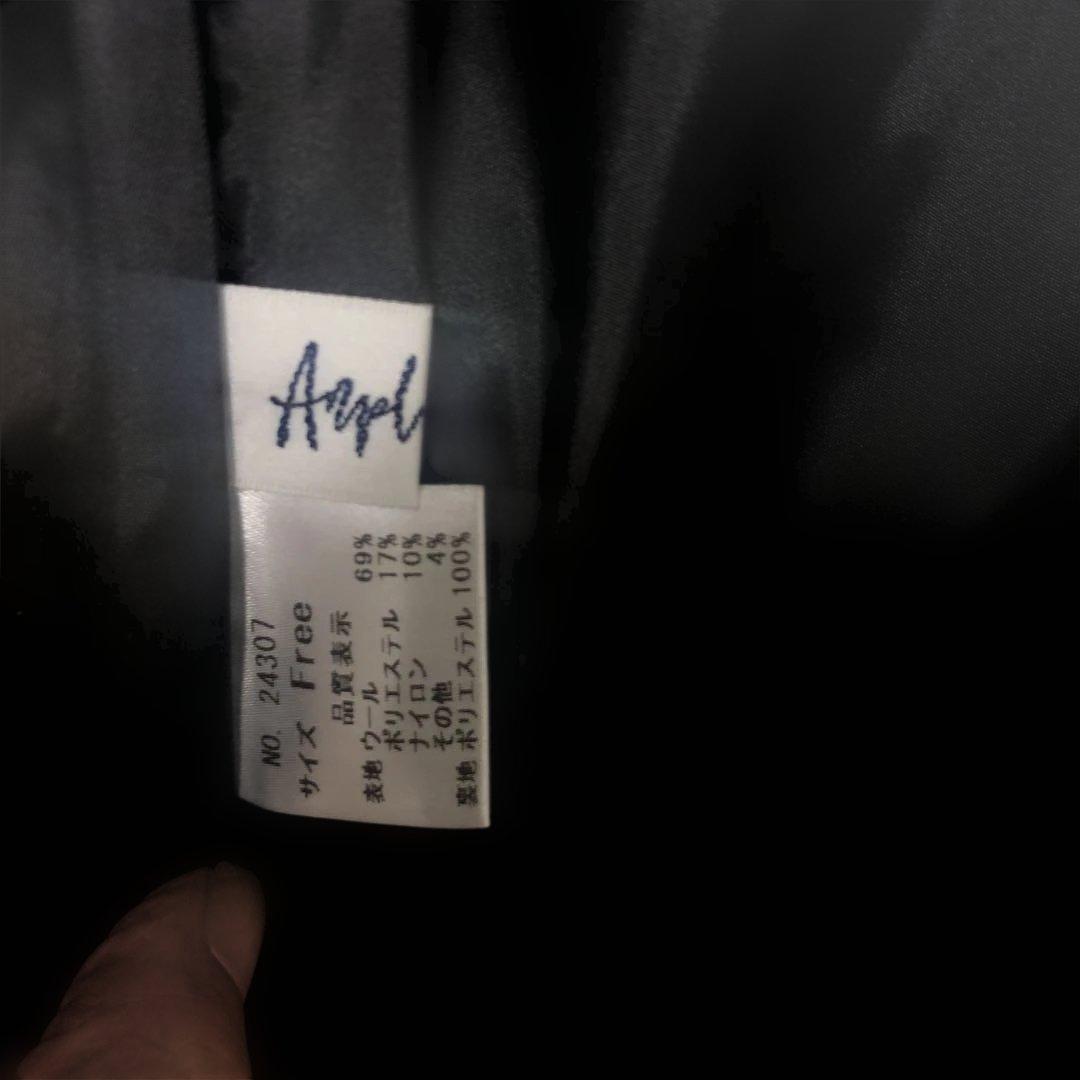 NO. 24307
サイズ Free
品質表示
表地 ウール 69%
ポリエステル 17%
ナイロン 10%
その他 4%
裏地 ポリエステル 100%